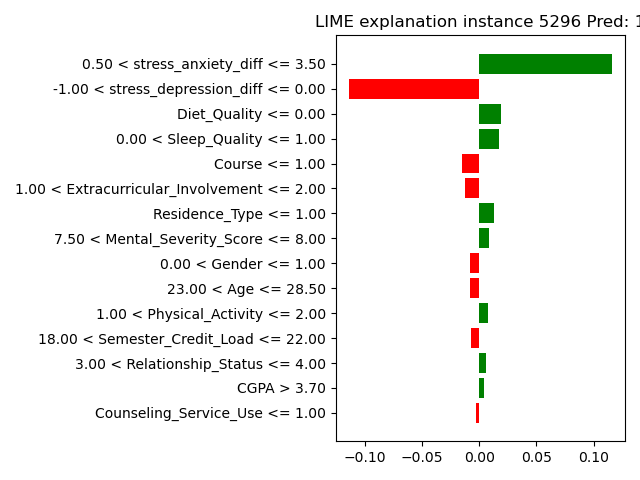 LIME explanation instance 5296 Pred: 1
0.50 < stress_anxiety_diff <= 3.50
-1.00 < stress_depression_diff <= 0.00
Diet_Quality <= 0.00
0.00 < Sleep_Quality <= 1.00
Course <= 1.00
1.00 < Extracurricular_Involvement <= 2.00
Residence_Type <= 1.00
7.50 < Mental_Severity_Score <= 8.00
0.00 < Gender <= 1.00
23.00 < Age <= 28.50
1.00 < Physical_Activity <= 2.00
18.00 < Semester_Credit_Load <= 22.00
3.00 < Relationship_Status <= 4.00
CGPA > 3.70
Counseling_Service_Use <= 1.00
−0.10 −0.05 0.00 0.05 0.10